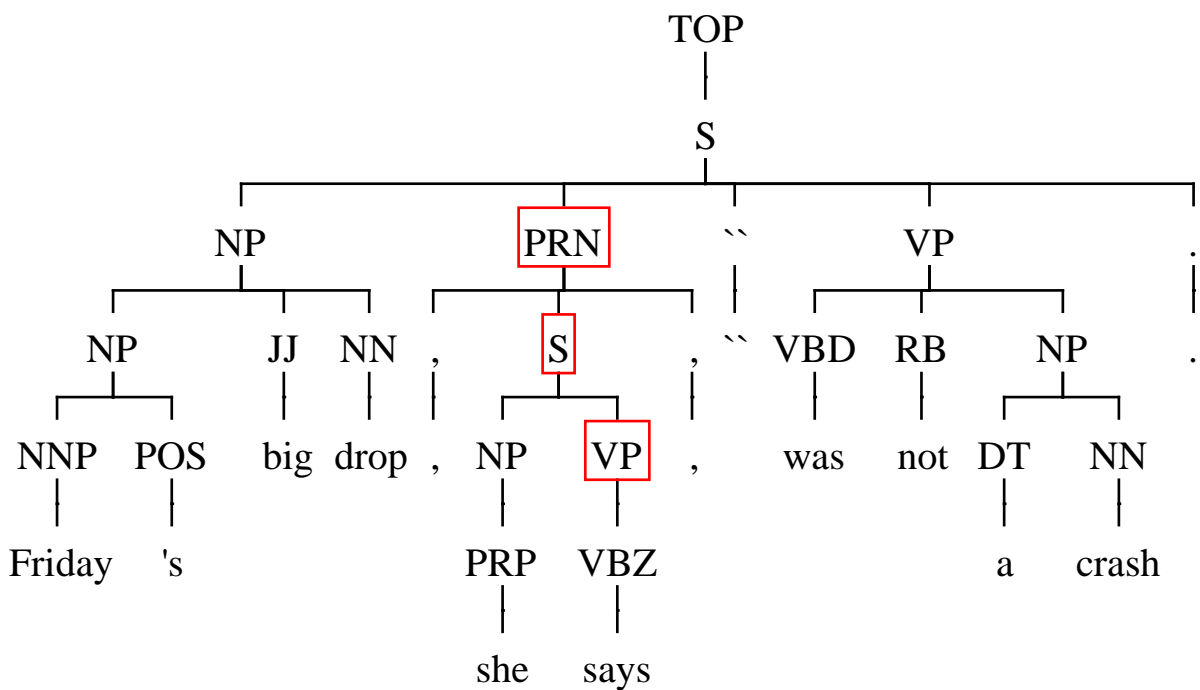 TOP
S
NP PRN `` VP .
NP JJ NN , S , `` VBD RB NP .
NNP POS big drop , NP VP , was not DT NN
Friday 's PRP VBZ a crash
she says